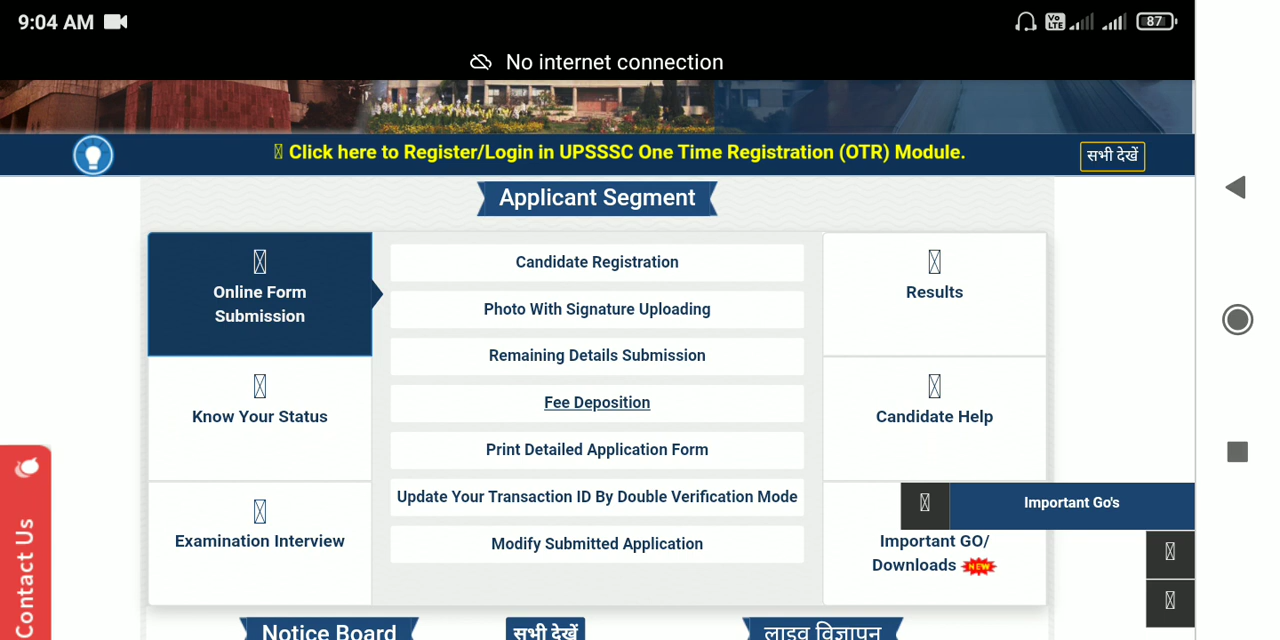 9:04 AM
Vo LTE
87
No internet connection
Click here to Register/Login in UPSSSC One Time Registration (OTR) Module.
सभी देखें
Applicant Segment
Online Form
Submission
Know Your Status
Examination Interview
Candidate Registration
Photo With Signature Uploading
Remaining Details Submission
Fee Deposition
Print Detailed Application Form
Update Your Transaction ID By Double Verification Mode
Modify Submitted Application
Results
Candidate Help
Important Go's
Important GO/
Downloads NEW
Contact Us
Notice Board
सभी देखें
लाइव विज्ञापन